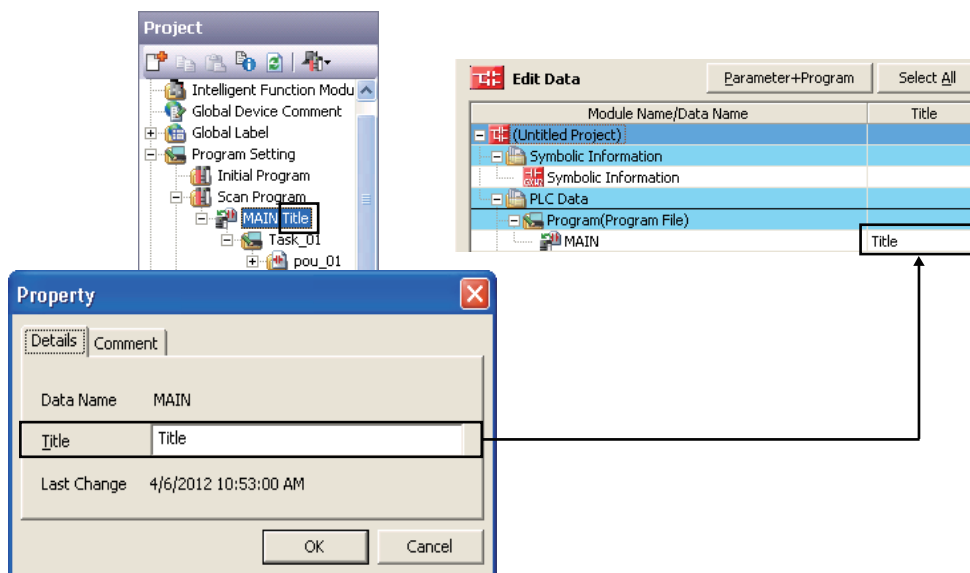 Project
Intelligent Function Modu
Global Device Comment
Global Label
Program Setting
Initial Program
Scan Program
MAIN Title
Task_01
pou_01
Edit Data
Parameter+Program
Select All
Module Name/Data Name
Title
(Untitled Project)
Symbolic Information
Symbolic Information
PLC Data
Program(Program File)
MAIN
Title
Property
Details
Comment
Data Name MAIN
Title Title
Last Change 4/6/2012 10:53:00 AM
OK
Cancel